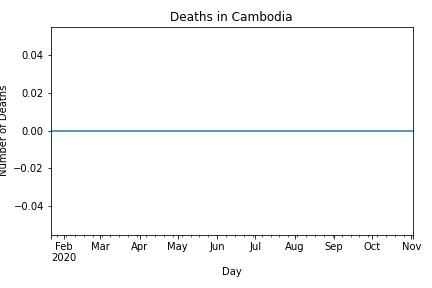 Deaths in Cambodia
Number of Deaths
0.04
0.02
0.00
−0.02
−0.04
Feb Mar Apr May Jun Jul Aug Sep Oct Nov
2020
Day